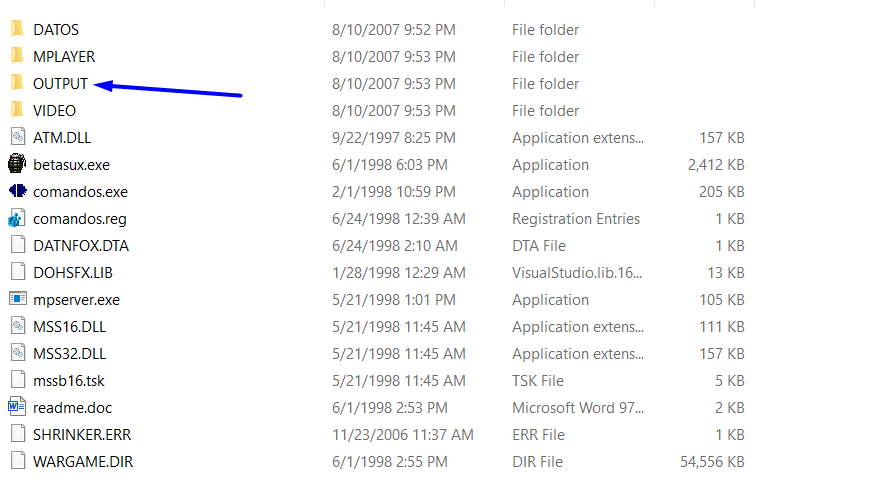 DATOS 8/10/2007 9:52 PM File folder
MPLAYER 8/10/2007 9:53 PM File folder
OUTPUT 8/10/2007 9:53 PM File folder
VIDEO 8/10/2007 9:53 PM File folder
ATM.DLL 9/22/1997 8:25 PM Application extens... 157 KB
betasux.exe 6/1/1998 6:03 PM Application 2,412 KB
comandos.exe 2/1/1998 10:59 PM Application 205 KB
comandos.reg 6/24/1998 12:39 AM Registration Entries 1 KB
DATNFOX.DTA 6/24/1998 2:10 AM DTA File 1 KB
DOHSFX.LIB 1/28/1998 12:29 AM VisualStudio.lib.16... 13 KB
mpserver.exe 5/21/1998 1:01 PM Application 105 KB
MSS16.DLL 5/21/1998 11:45 AM Application extens... 111 KB
MSS32.DLL 5/21/1998 11:45 AM Application extens... 157 KB
mssb16.tsk 5/21/1998 11:45 AM TSK File 5 KB
readme.doc 6/1/1998 2:53 PM Microsoft Word 97... 2 KB
SHRINKER.ERR 11/23/2006 11:37 AM ERR File 1 KB
WARGAME.DIR 6/1/1998 2:55 PM DIR File 54,556 KB